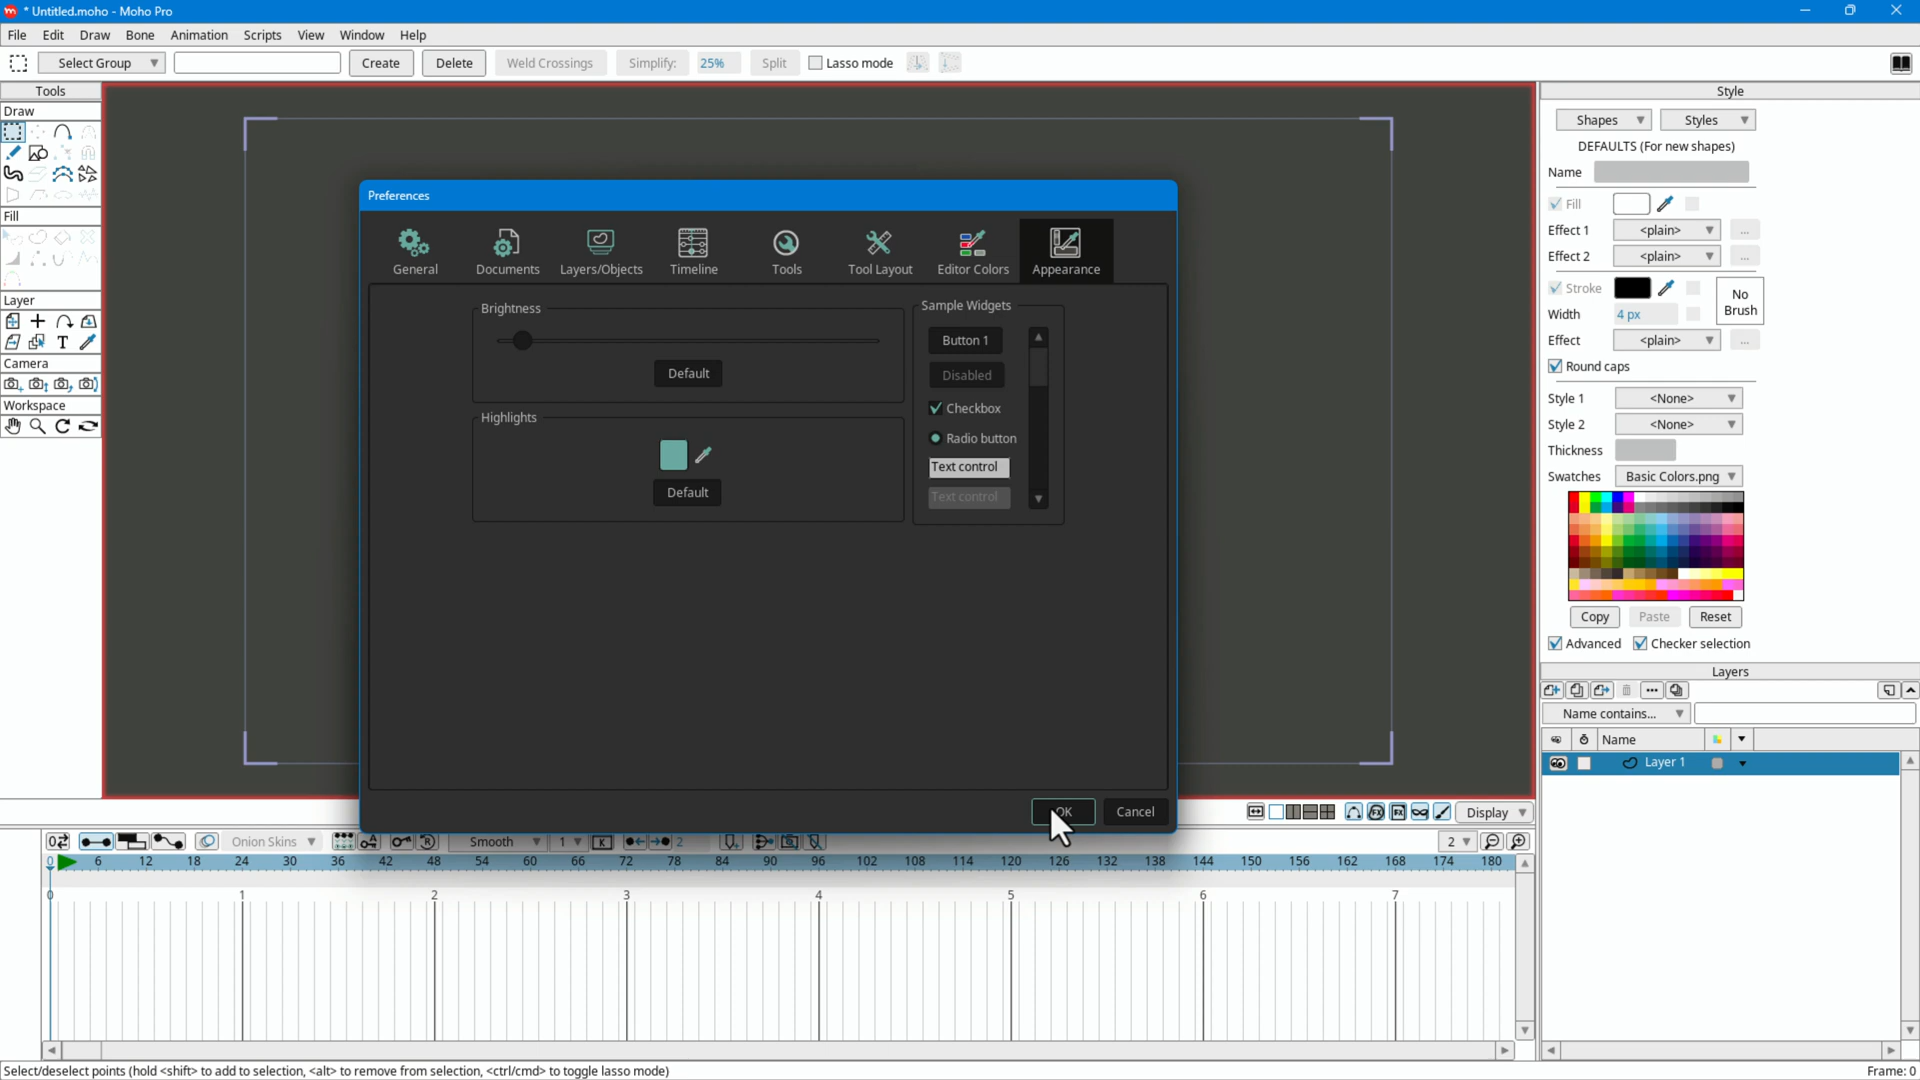 * Untitled.moho - Moho Pro
File Edit Draw Bone Animation Scripts View Window Help
Select Group Create Delete Weld Crossings Simplify: 25% Split Lasso mode
Tools
Draw
Fill
Layer
Camera
Workspace
Preferences
General Documents Layers/Objects Timeline Tools Tool Layout Editor Colors Appearance
Brightness
Default
Highlights
Default
Sample Widgets
Button 1
Disabled
Checkbox
Radio button
Text control
Text control
OK Cancel
Style
Shapes Styles
DEFAULTS (For new shapes)
Name
Fill
Effect 1 <plain> ...
Effect 2 <plain> ...
Stroke
No
Brush
Width 4 px
Effect <plain> ...
Round caps
Style 1 <None>
Style 2 <None>
Thickness
Swatches Basic Colors.png
Copy Paste Reset
Advanced Checker selection
Layers
Name contains...
Name
Layer 1
Display
Onion Skins Smooth 1 2 2
0 6 12 18 24 30 36 42 48 54 60 66 72 78 84 90 96 102 108 114 120 126 132 138 144 150 156 162 168 174 180
0 1 2 3 4 5 6 7
Select/deselect points (hold <shift> to add to selection, <alt> to remove from selection, <ctrl/cmd> to toggle lasso mode)
Frame: 0